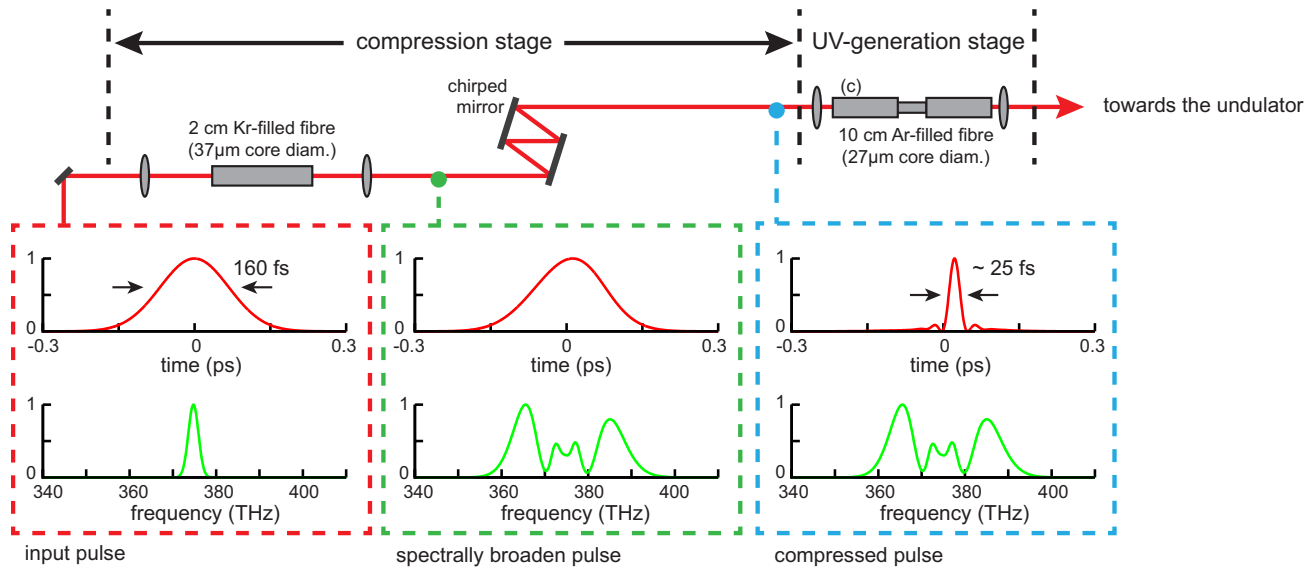 compression stage
UV-generation stage
chirped
mirror
(c)
towards the undulator
2 cm Kr-filled fibre
(37µm core diam.)
10 cm Ar-filled fibre
(27µm core diam.)
1
160 fs
0
-0.3
0
0.3
time (ps)
1
0
340
360
380
400
frequency (THz)
input pulse
1
0
-0.3
0
0.3
time (ps)
1
0
340
360
380
400
frequency (THz)
spectrally broaden pulse
1
~ 25 fs
0
-0.3
0
0.3
time (ps)
1
0
340
360
380
400
frequency (THz)
compressed pulse